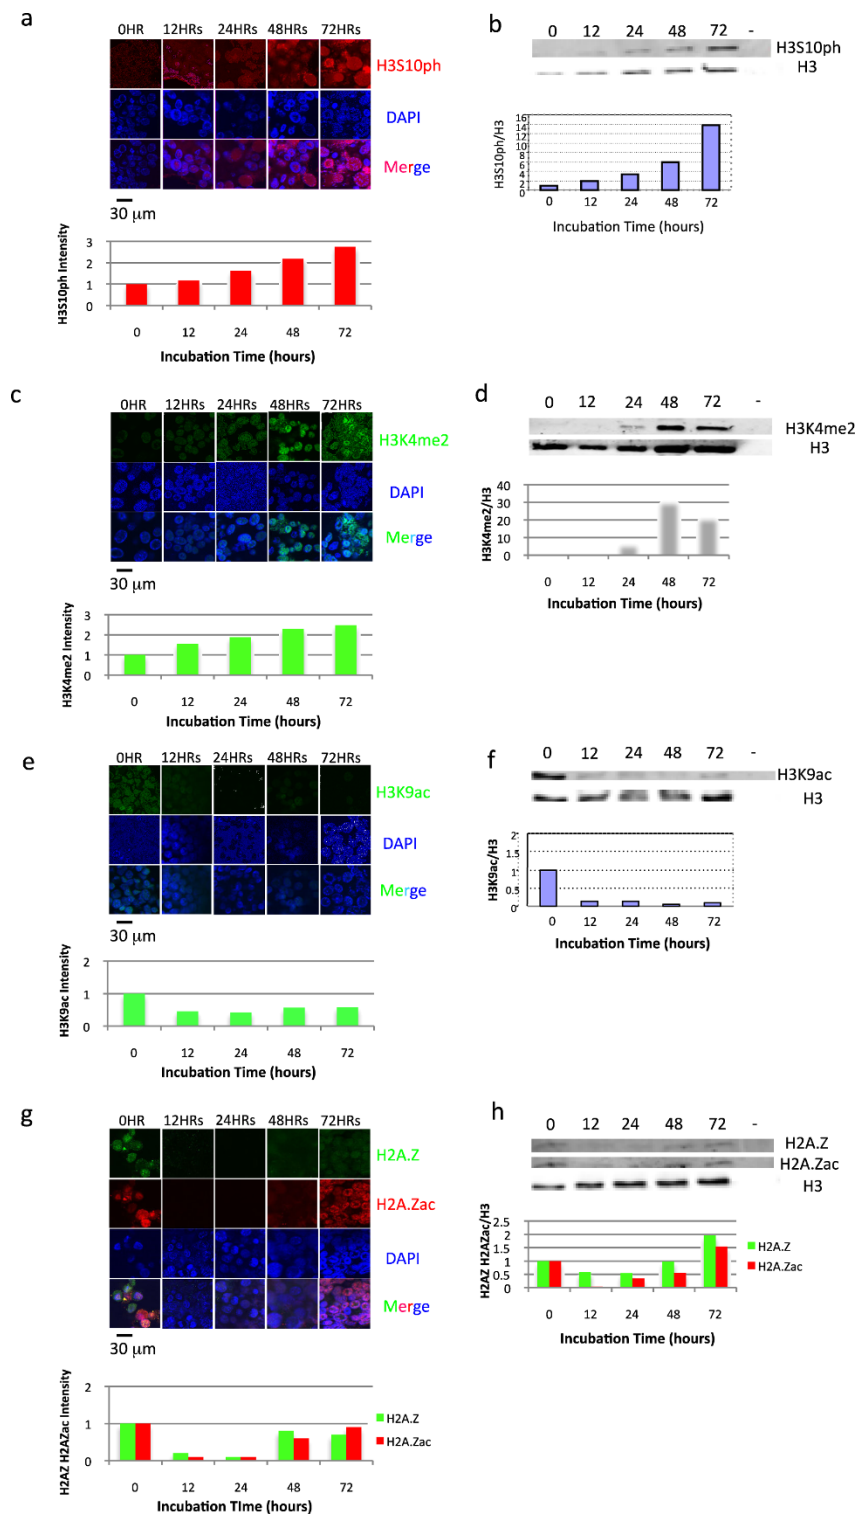 a
0HR 12HRs 24HRs 48HRs 72HRs
H3S10ph
DAPI
Merge
30 μm
H3S10ph Intensity
3
2
1
0
0 12 24 48 72
Incubation Time (hours)
b
0 12 24 48 72 -
H3S10ph
H3
H3S10ph/H3
16
14
12
10
8
6
4
2
0
0 12 24 48 72
Incubation Time (hours)
c
0HR 12HRs 24HRs 48HRs 72HRs
H3K4me2
DAPI
Merge
30 μm
H3K4me2 Intensity
3
2
1
0
0 12 24 48 72
Incubation Time (hours)
d
0 12 24 48 72 -
H3K4me2
H3
H3K4me2/H3
40
30
20
10
0
0 12 24 48 72
Incubation Time (hours)
e
0HR 12HRs 24HRs 48HRs 72HRs
H3K9ac
DAPI
Merge
30 μm
H3K9ac Intensity
2
1
0
0 12 24 48 72
Incubation Time (hours)
f
0 12 24 48 72 -
H3K9ac
H3
H3K9ac/H3
2
1.5
1
0.5
0
0 12 24 48 72
Incubation Time (hours)
g
0HR 12HRs 24HRs 48HRs 72HRs
H2A.Z
H2A.Zac
DAPI
Merge
30 μm
H2AZ H2AZac Intensity
2
1
0
H2A.Z
H2A.Zac
0 12 24 48 72
Incubation TIme (hours)
h
0 12 24 48 72 -
H2A.Z
H2A.Zac
H3
H2AZ H2AZac/H3
2.5
2
1.5
1
0.5
0
H2A.Z
H2A.Zac
0 12 24 48 72
Incubation Time (hours)